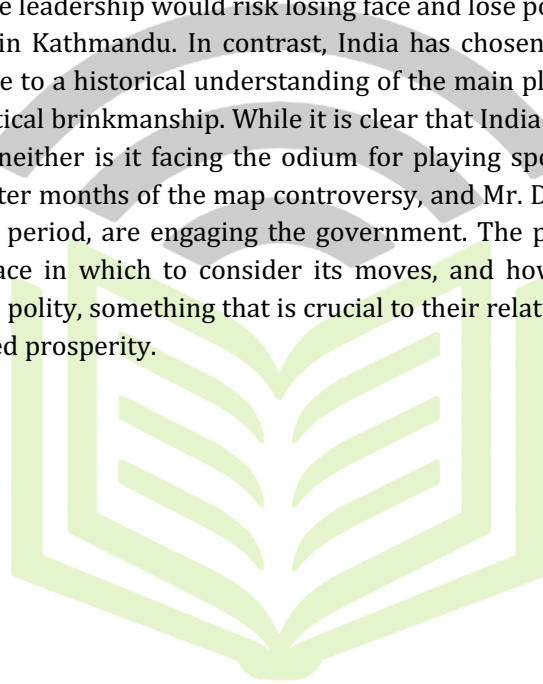 e leadership would risk losing face and lose po
in Kathmandu. In contrast, India has chosen
e to a historical understanding of the main pl
tical brinkmanship. While it is clear that India
neither is it facing the odium for playing spo
ter months of the map controversy, and Mr. D
period, are engaging the government. The p
ace in which to consider its moves, and how
polity, something that is crucial to their relat
ed prosperity.